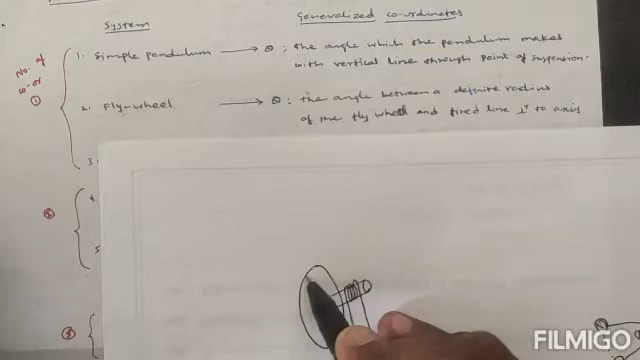 System Generalized co-ordinates
No. of
co-or
①
1. Simple pendulum → θ : the angle which the pendulum makes
with vertical line through point of suspension.
2. Fly-wheel → θ : the angle between a definite radius
of the fly wheel and fixed line ⊥r to axis
3
② 4.
5
③
FILMIGO